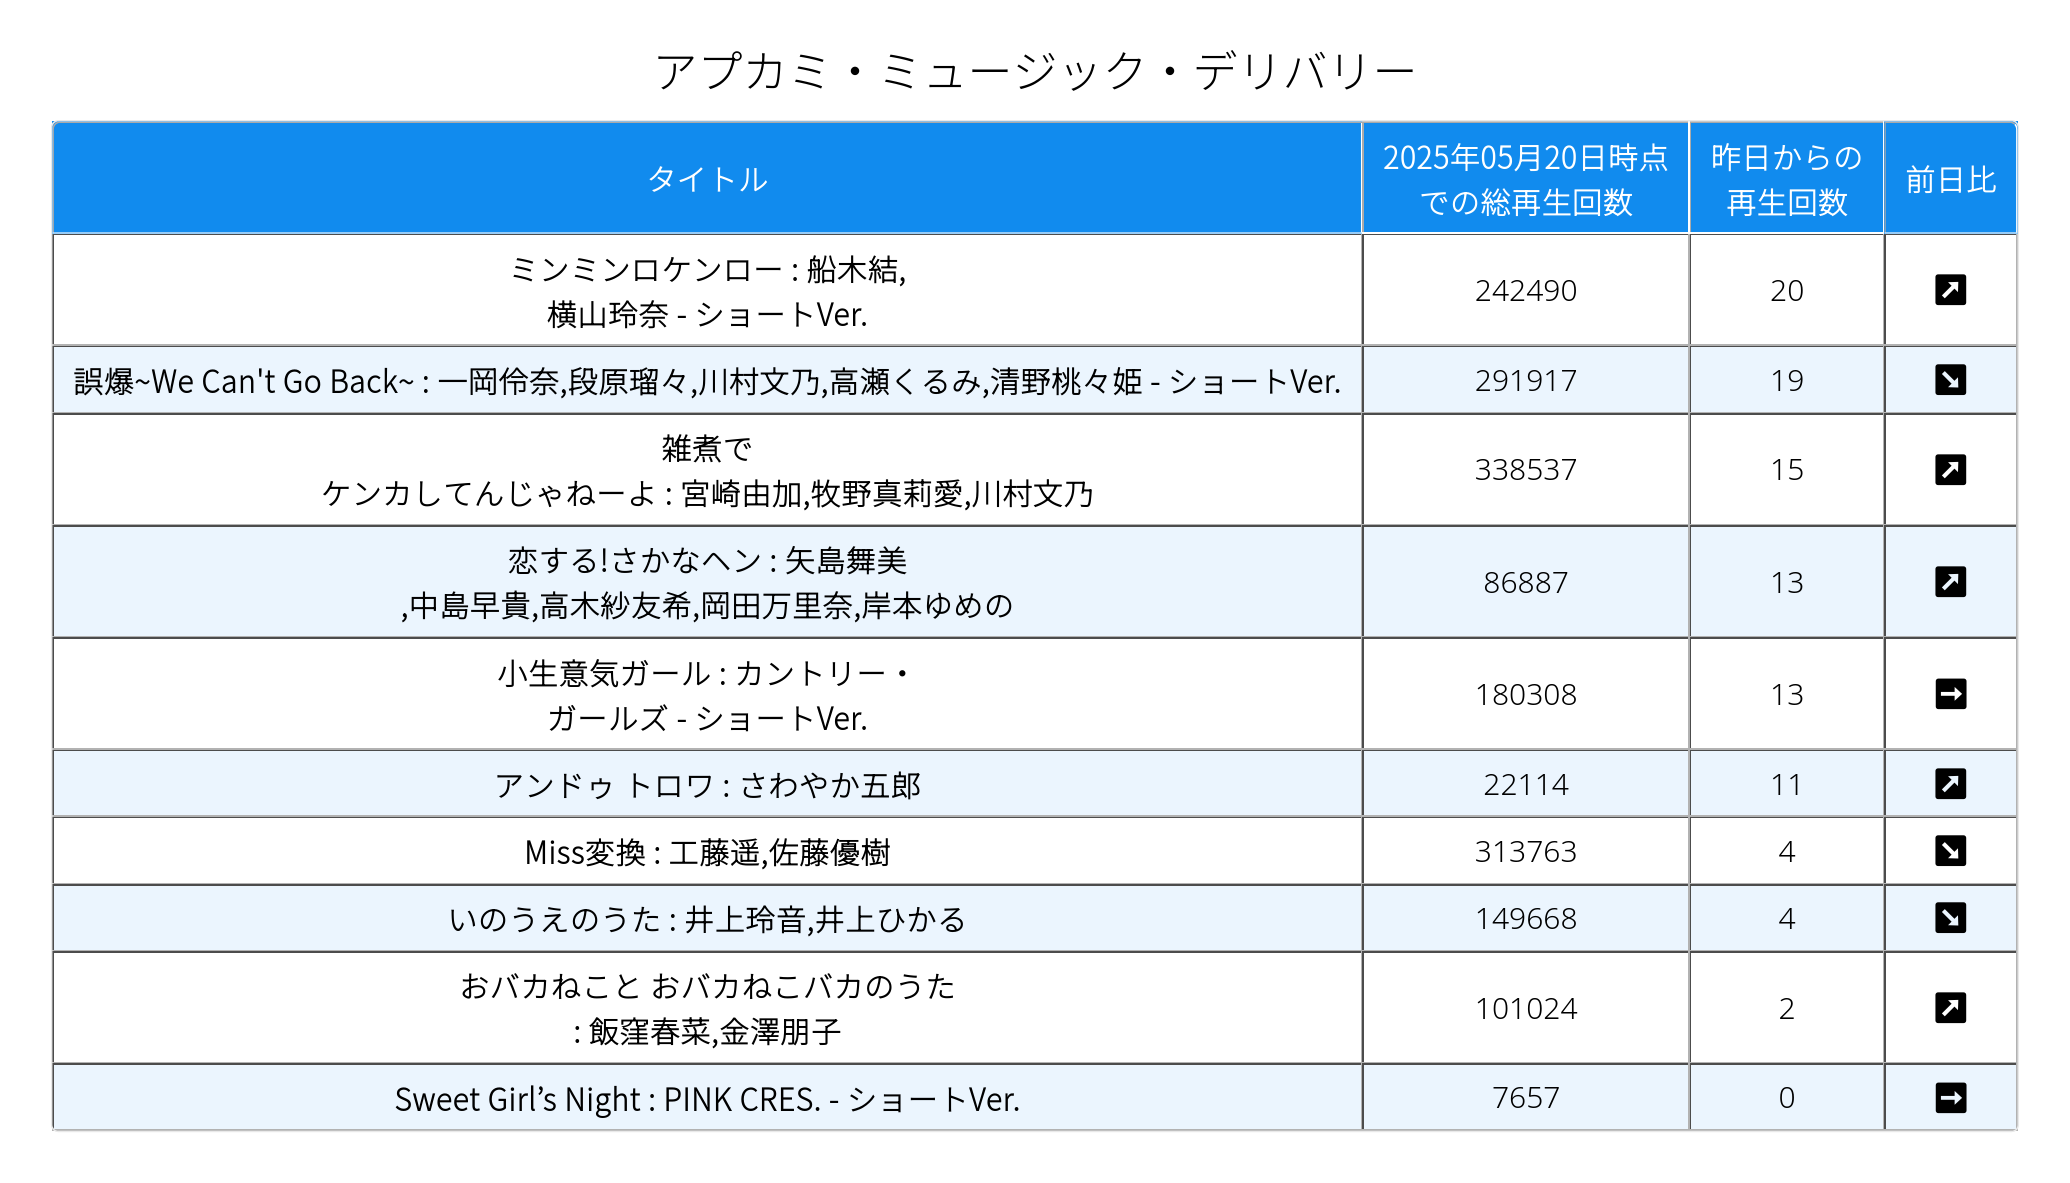 アプカミ・ミュージック・デリバリー
タイトル
2025年05月20日時点
での総再生回数
昨日からの
再生回数
前日比
ミンミンロケンロー : 船木結,
横山玲奈 - ショートVer.
242490
20
誤爆~We Can't Go Back~ : 一岡伶奈,段原瑠々,川村文乃,高瀬くるみ,清野桃々姫 - ショートVer.
291917
19
雑煮で
ケンカしてんじゃねーよ : 宮崎由加,牧野真莉愛,川村文乃
338537
15
恋する!さかなヘン : 矢島舞美
,中島早貴,高木紗友希,岡田万里奈,岸本ゆめの
86887
13
小生意気ガール : カントリー・
ガールズ - ショートVer.
180308
13
アンドゥ トロワ : さわやか五郎
22114
11
Miss変換 : 工藤遥,佐藤優樹
313763
4
いのうえのうた : 井上玲音,井上ひかる
149668
4
おバカねこと おバカねこバカのうた
: 飯窪春菜,金澤朋子
101024
2
Sweet Girl’s Night : PINK CRES. - ショートVer.
7657
0